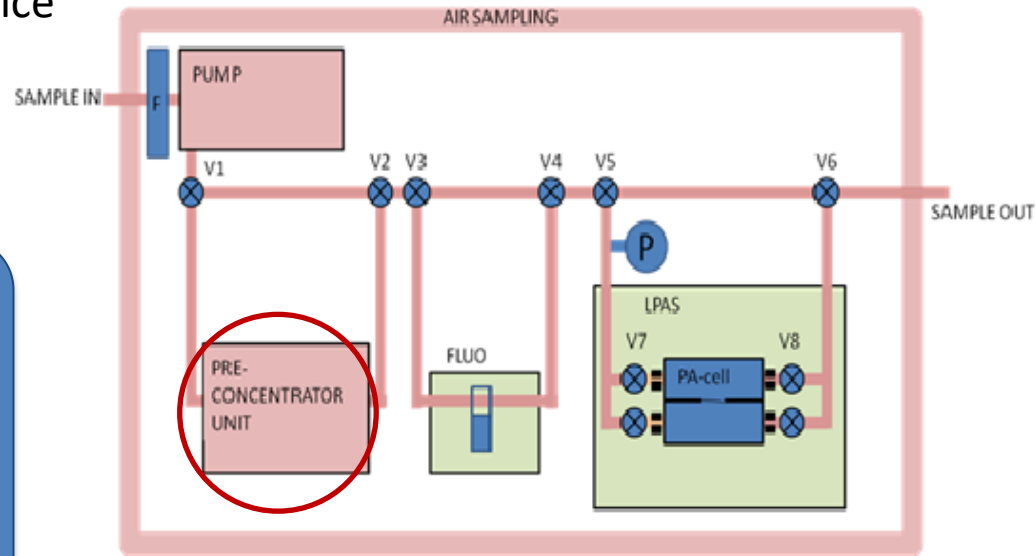 ice
AIR SAMPLING
PUMP
SAMPLE IN
F
V1
V2
V3
V4
V5
V6
SAMPLE OUT
P
LPAS
PRE-
CONCENTRATOR
UNIT
FLUO
V7
V8
PA-cell